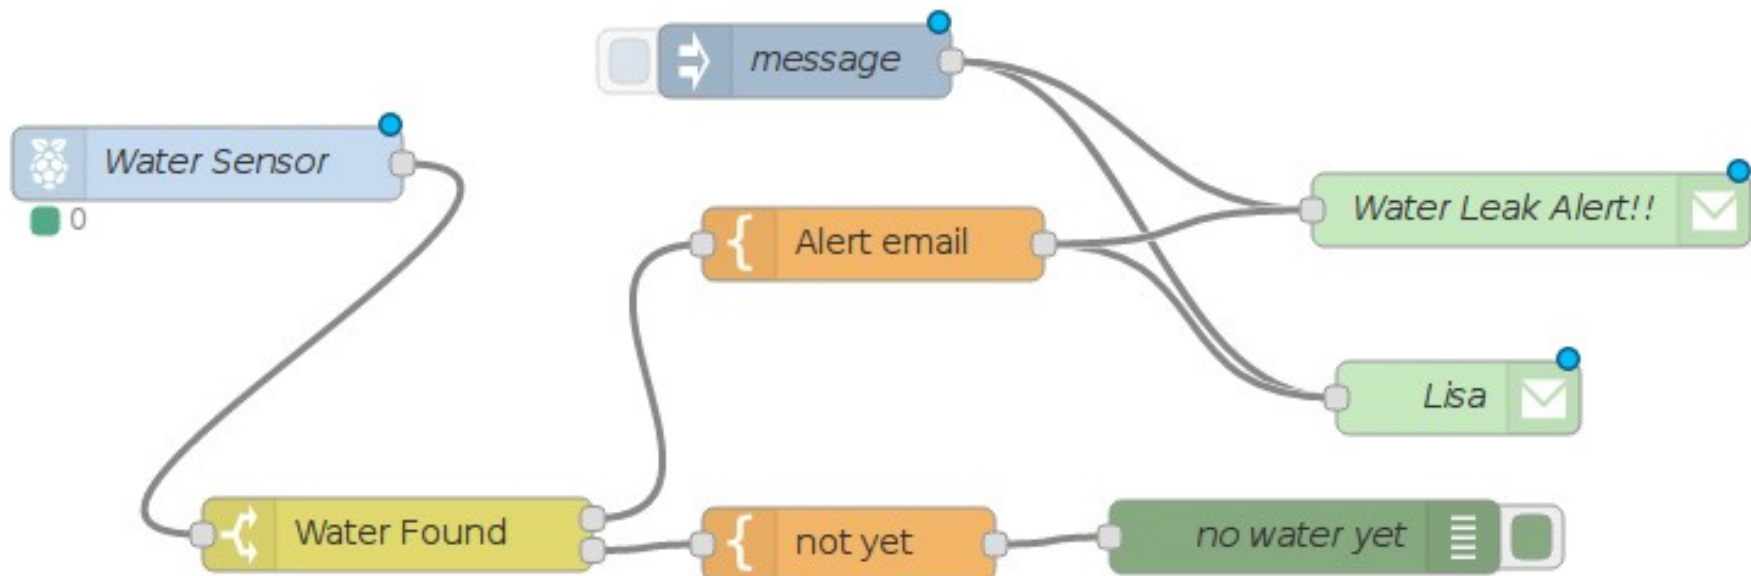 message
Water Sensor
0
Water Leak Alert!!
Alert email
Lisa
Water Found
not yet
no water yet